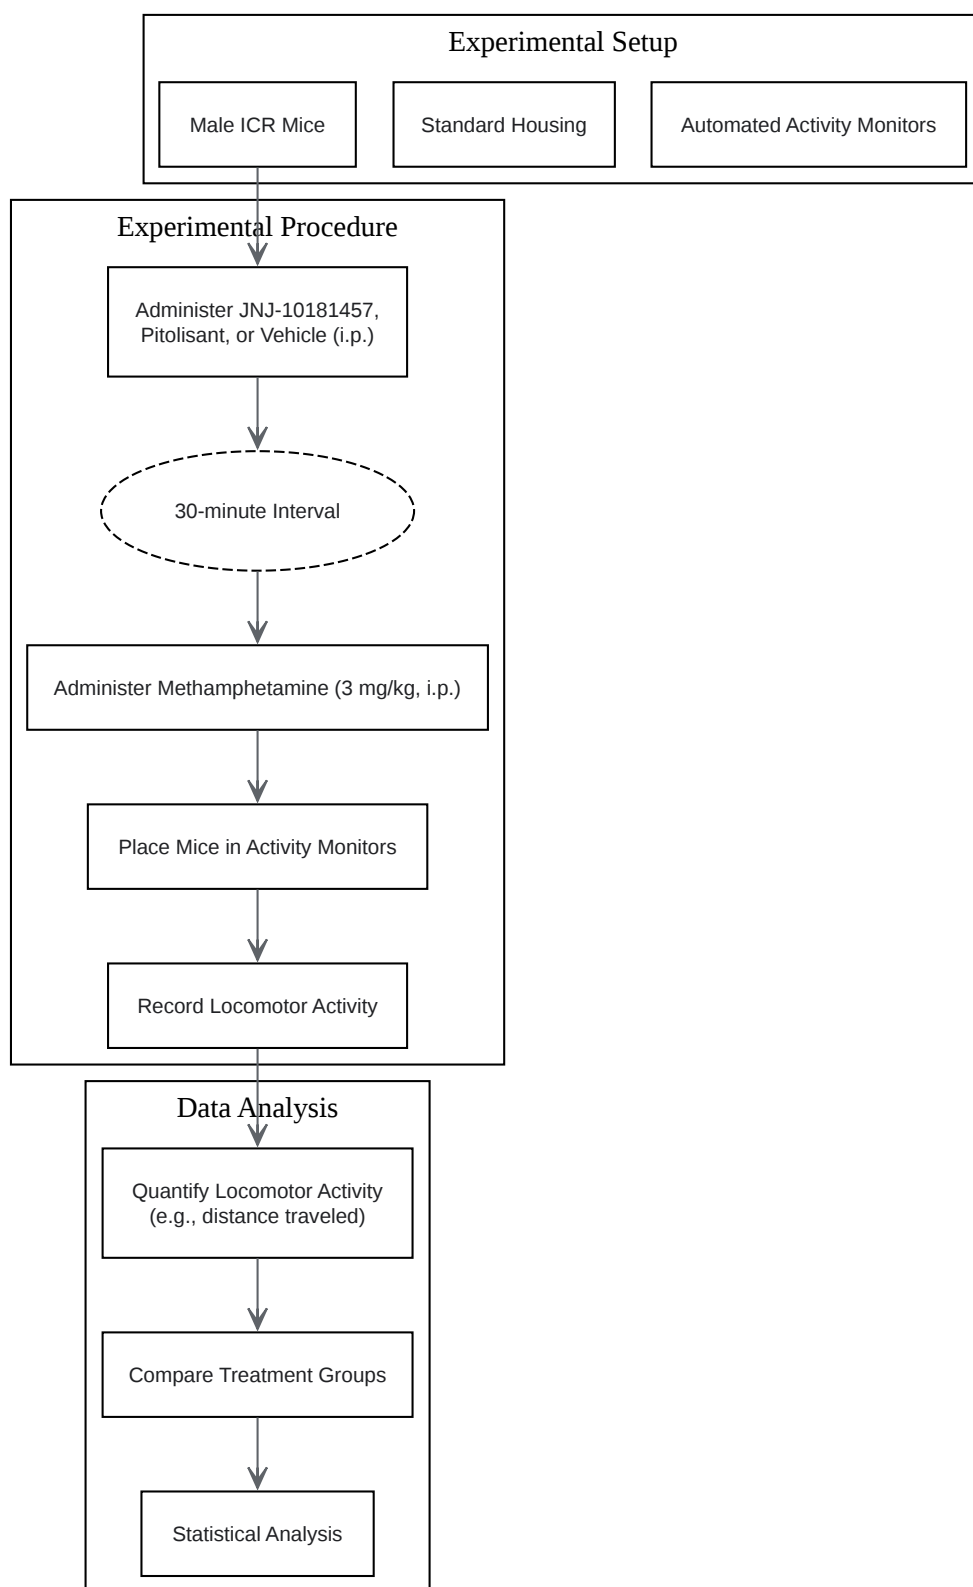 Experimental Setup
Male ICR Mice
Standard Housing
Automated Activity Monitors
Experimental Procedure
Administer JNJ-10181457,
Pitolisant, or Vehicle (i.p.)
30-minute Interval
Administer Methamphetamine (3 mg/kg, i.p.)
Place Mice in Activity Monitors
Record Locomotor Activity
Data Analysis
Quantify Locomotor Activity
(e.g., distance traveled)
Compare Treatment Groups
Statistical Analysis